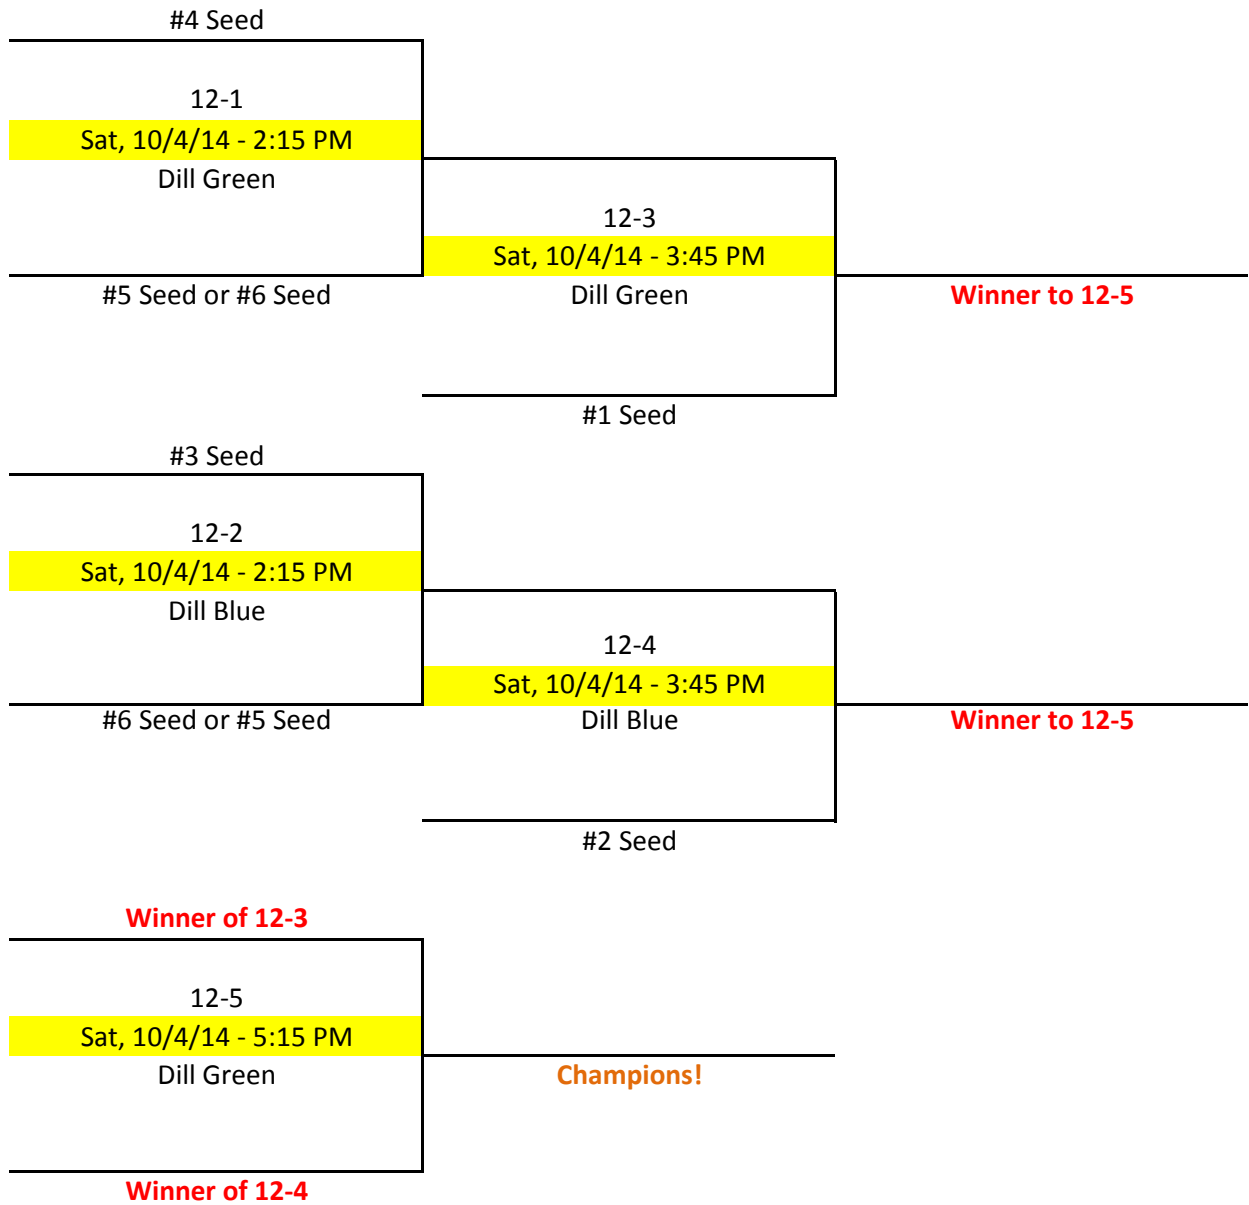 #4 Seed
12-1
Sat, 10/4/14 - 2:15 PM
Dill Green
12-3
Sat, 10/4/14 - 3:45 PM
#5 Seed or #6 Seed
Dill Green
Winner to 12-5
#1 Seed
#3 Seed
12-2
Sat, 10/4/14 - 2:15 PM
Dill Blue
12-4
Sat, 10/4/14 - 3:45 PM
#6 Seed or #5 Seed
Dill Blue
Winner to 12-5
#2 Seed
Winner of 12-3
12-5
Sat, 10/4/14 - 5:15 PM
Dill Green
Champions!
Winner of 12-4